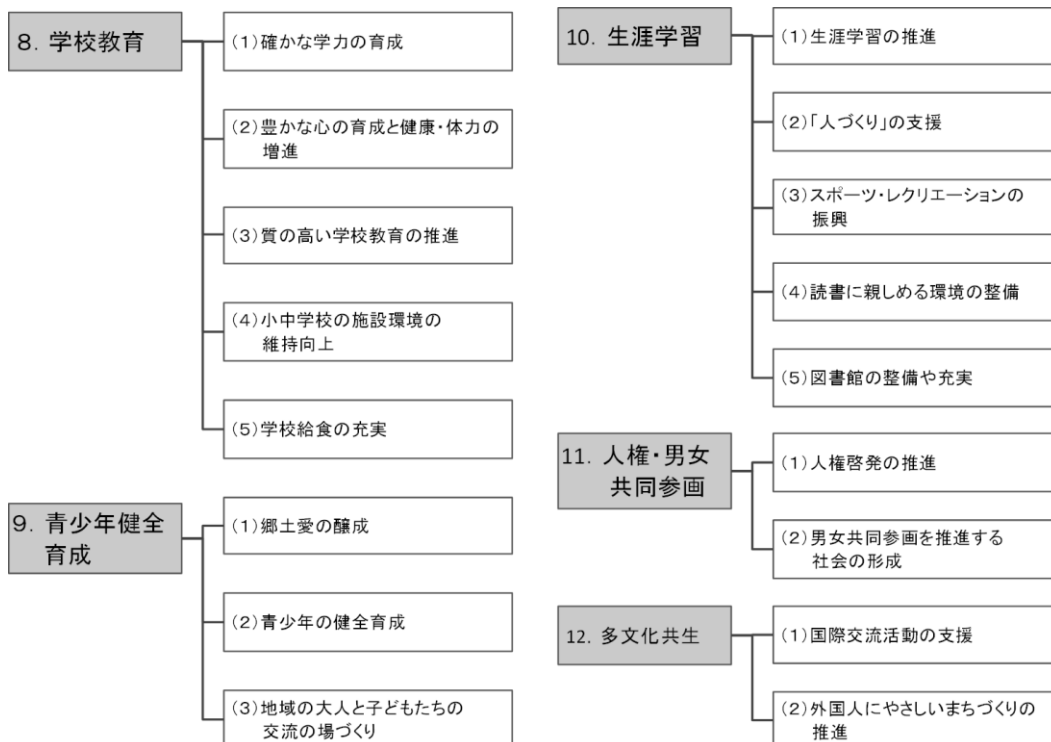 8．学校教育
（1）確かな学力の育成
（2）豊かな心の育成と健康・体力の
増進
（3）質の高い学校教育の推進
（4）小中学校の施設環境の
維持向上
（5）学校給食の充実
9．青少年健全
育成
（1）郷土愛の醸成
（2）青少年の健全育成
（3）地域の大人と子どもたちの
交流の場づくり
10．生涯学習
（1）生涯学習の推進
（2）「人づくり」の支援
（3）スポーツ・レクリエーションの
振興
（4）読書に親しめる環境の整備
（5）図書館の整備や充実
11．人権・男女
共同参画
（1）人権啓発の推進
（2）男女共同参画を推進する
社会の形成
12．多文化共生
（1）国際交流活動の支援
（2）外国人にやさしいまちづくりの
推進